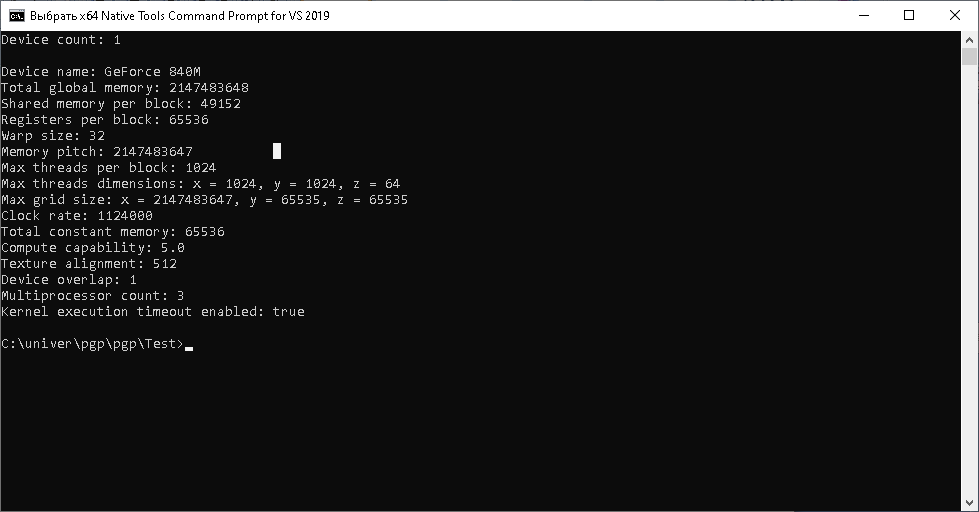 Выбрать x64 Native Tools Command Prompt for VS 2019
Device count: 1
Device name: GeForce 840M
Total global memory: 2147483648
Shared memory per block: 49152
Registers per block: 65536
Warp size: 32
Memory pitch: 2147483647
Max threads per block: 1024
Max threads dimensions: x = 1024, y = 1024, z = 64
Max grid size: x = 2147483647, y = 65535, z = 65535
Clock rate: 1124000
Total constant memory: 65536
Compute capability: 5.0
Texture alignment: 512
Device overlap: 1
Multiprocessor count: 3
Kernel execution timeout enabled: true
C:\univer\pgp\pgp\Test>